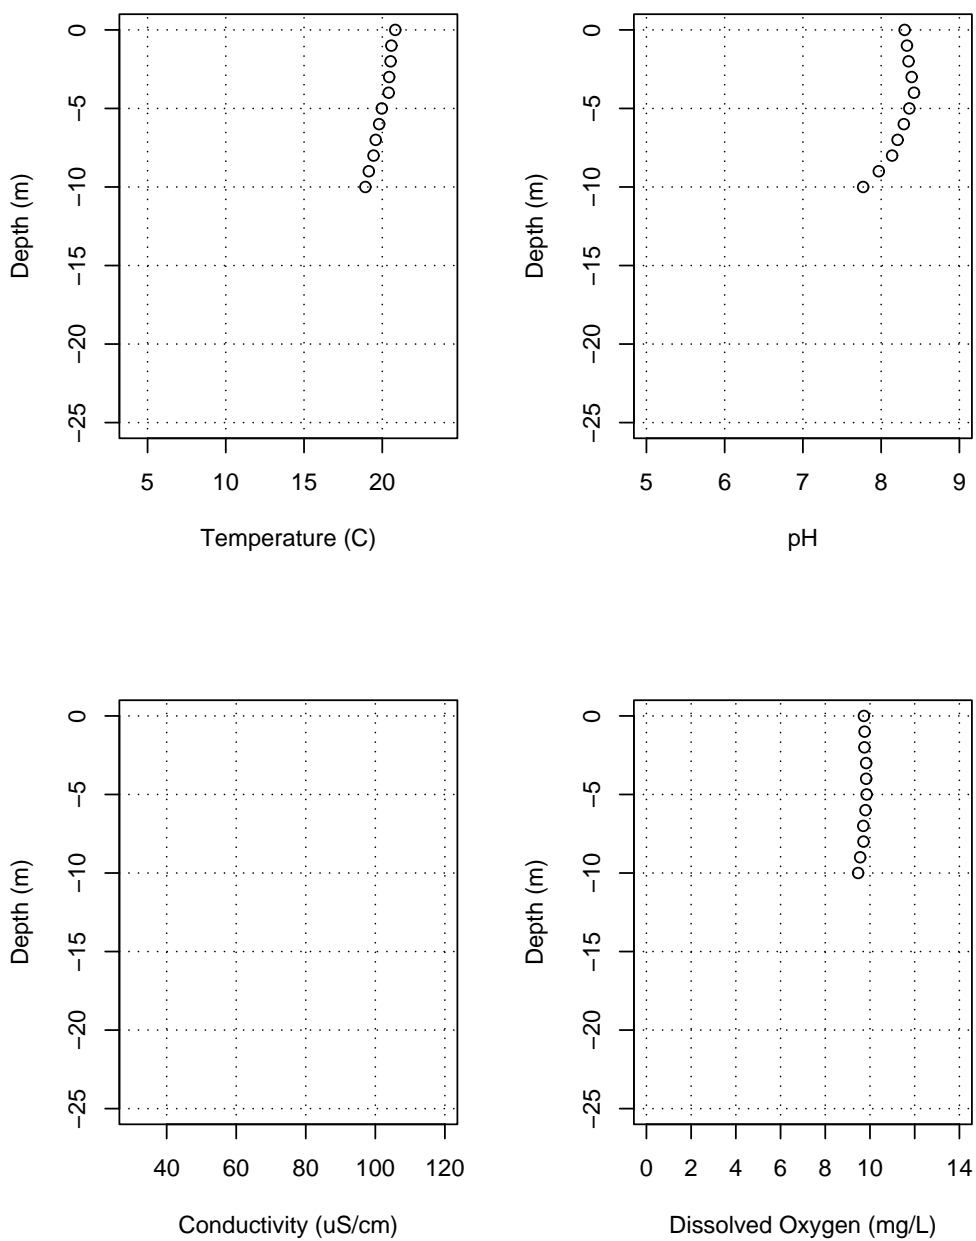 0
−5
−10
−15
−20
−25
Depth (m)
5 10 15 20
Temperature (C)
0
−5
−10
−15
−20
−25
Depth (m)
5 6 7 8 9
pH
0
−5
−10
−15
−20
−25
Depth (m)
40 60 80 100 120
Conductivity (uS/cm)
0
−5
−10
−15
−20
−25
Depth (m)
0 2 4 6 8 10 14
Dissolved Oxygen (mg/L)